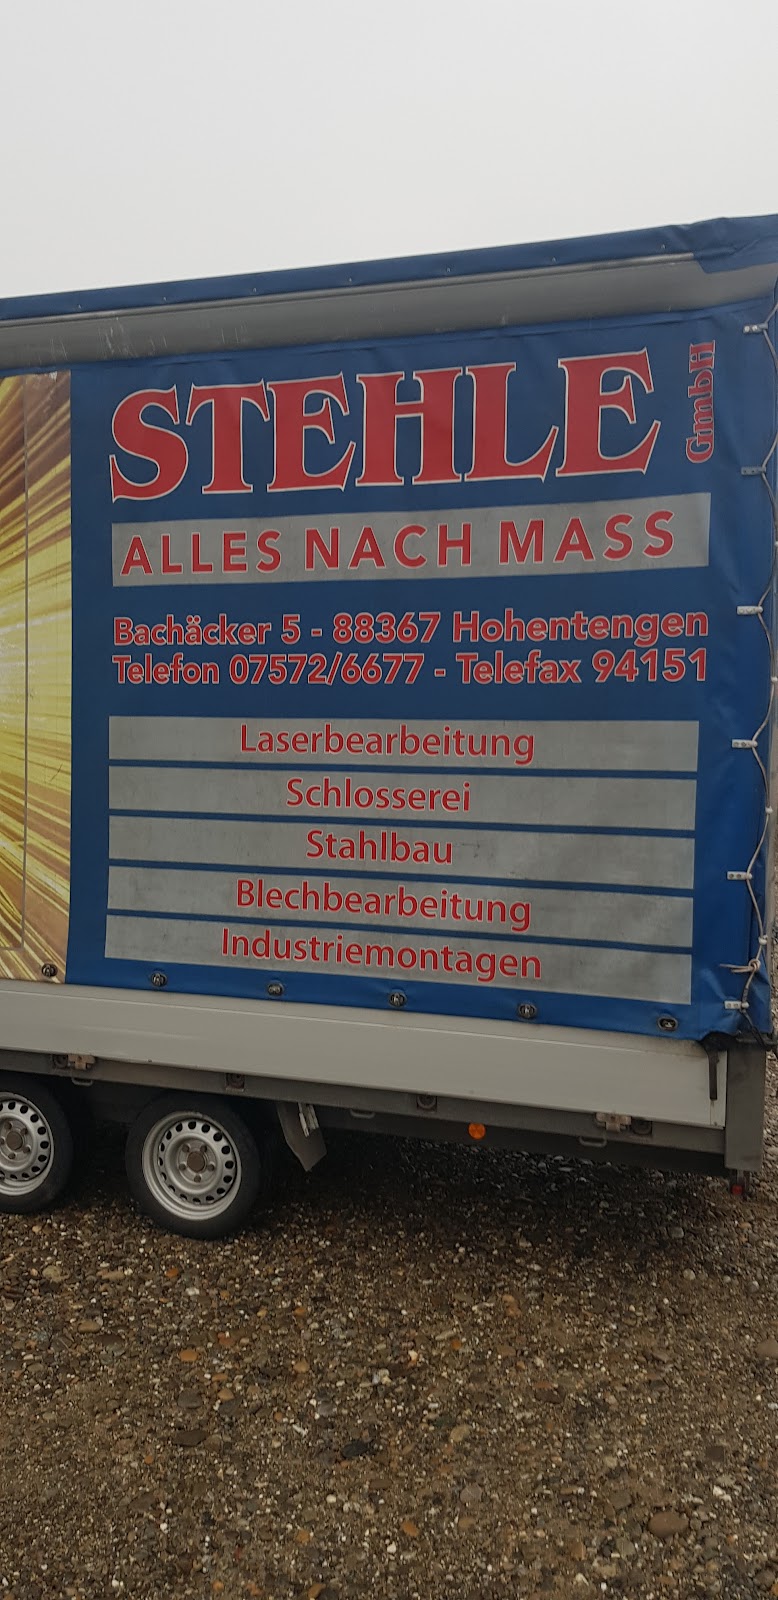 STEHLE GmbH
ALLES NACH MASS
Bachäcker 5 - 88367 Hohentengen
Telefon 07572/6677 - Telefax 94151
Laserbearbeitung
Schlosserei
Stahlbau
Blechbearbeitung
Industriemontagen